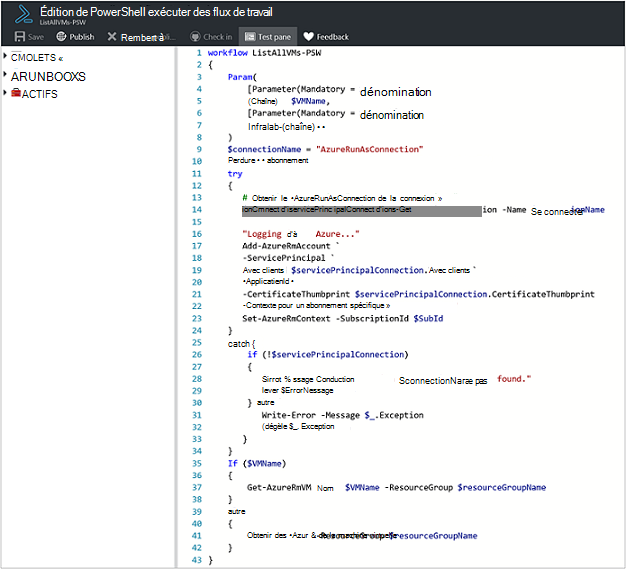 Édition de PowerShell exécuter des flux de travail
ListAllVMs-PSW
Save Publish Rembert à Check in Test pane Feedback
CMOLETS «
ARUNBOOXS
ACTIFS
1 workflow ListAllVMs-PSW
2 {
3 Param(
4 [Parameter(Mandatory = dénomination
5 (Chaîne) $VMName,
6 [Parameter(Mandatory = dénomination
7 Infralab-(chaîne) ••
8 )
9 $connectionName = "AzureRunAsConnection"
10 Perdure •• abonnement
11 try
12 {
13 # Obtenir le •AzureRunAsConnection de la connexion »
14 ion -Name Se connecter ionName
15
16 "Logging d'à Azure..."
17 Add-AzureRmAccount `
18 -ServicePrincipal `
19 Avec clients $servicePrincipalConnection. Avec clients `
20 •ApplicationId •
21 -CertificateThumbprint $servicePrincipalConnection.CertificateThumbprint
22 -Contexte pour un abonnement spécifique »
23 Set-AzureRmContext -SubscriptionId $SubId
24 }
25 catch {
26 if (!$servicePrincipalConnection)
27 {
28 Sirrot % ssage Conduction SconnectionNaræ pas found."
29 lever $ErrorNessage
30 } autre
31 Write-Error -Message $_.Exception
32 (dégèle $_. Exception
33 }
34 }
35 If ($VMName)
36 {
37 Get-AzureRmVM Nom $VMName -ResourceGroup $resourceGroupName
38 }
39 autre
40 {
41 Obtenir des •Azur &
$resourceGroupName
42 }
43 }